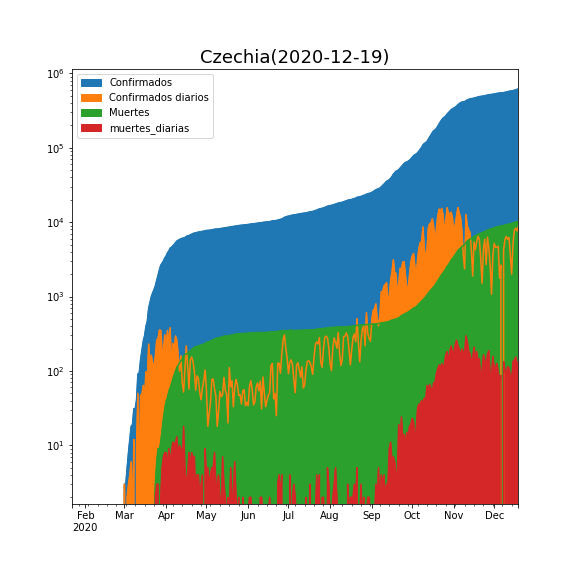 Czechia(2020-12-19)
10^6
10^5
10^4
10^3
10^2
10^1
Confirmados
Confirmados diarios
Muertes
muertes_diarias
Feb Mar Apr May Jun Jul Aug Sep Oct Nov Dec
2020